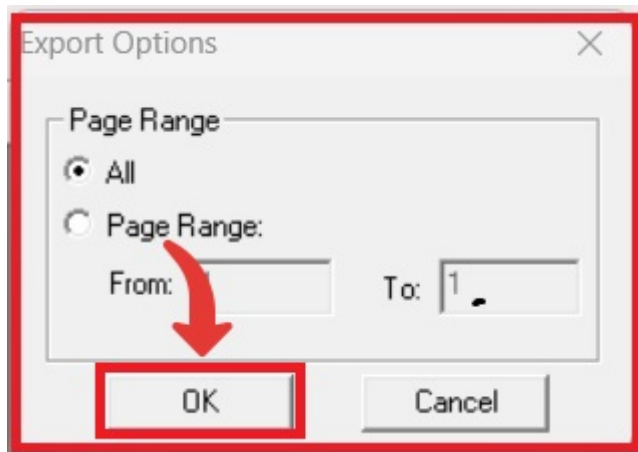 Export Options
Page Range
All
Page Range:
From: To: 1
OK Cancel